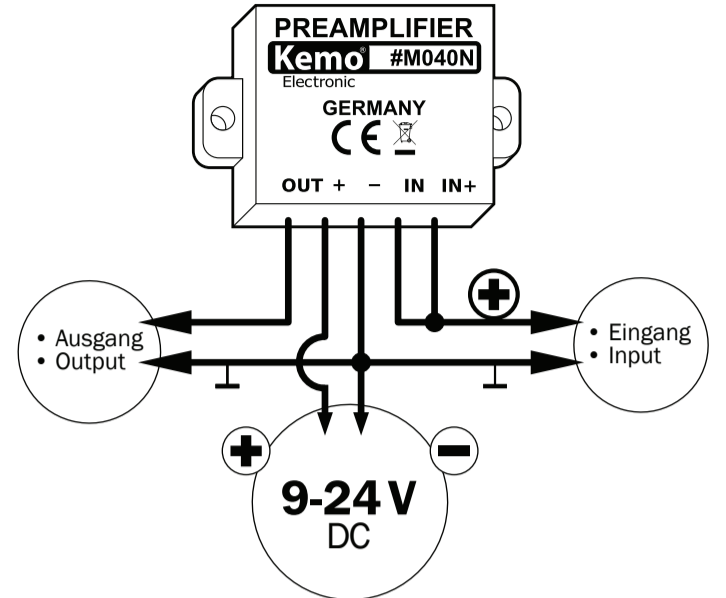 PREAMPLIFIER
Kemo® #M040N
Electronic
GERMANY
CE
OUT + − IN IN+
• Ausgang
• Output
• Eingang
• Input
9-24 V
DC